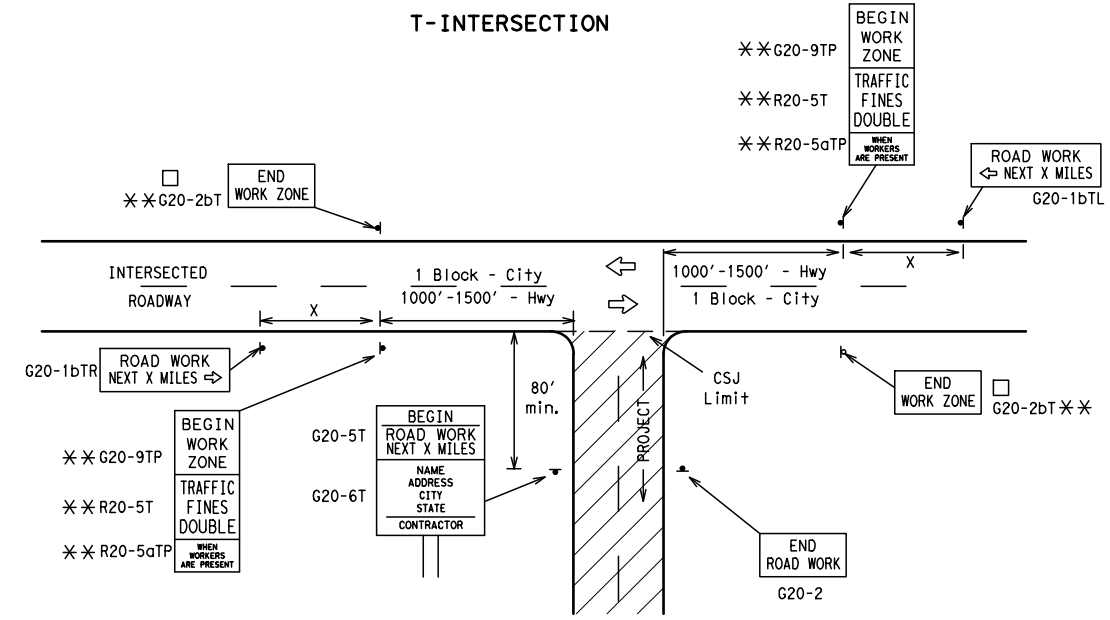 T-INTERSECTION
BEGIN
WORK
ZONE
**G20-9TP
TRAFFIC
FINES
DOUBLE
**R20-5T
WHEN
WORKERS
ARE PRESENT
**R20-5aTP
ROAD WORK
⇦ NEXT X MILES
G20-1bTL
END
WORK ZONE
□
**G20-2bT
INTERSECTED
ROADWAY
1 Block - City
1000'-1500' - Hwy
X
1000'-1500' - Hwy
1 Block - City
X
G20-1bTR
ROAD WORK
NEXT X MILES ⇨
80'
min.
CSJ
Limit
PROJECT
END
WORK ZONE
□
G20-2bT**
BEGIN
WORK
ZONE
**G20-9TP
TRAFFIC
FINES
DOUBLE
**R20-5T
WHEN
WORKERS
ARE PRESENT
**R20-5aTP
G20-5T
BEGIN
ROAD WORK
NEXT X MILES
G20-6T
NAME
ADDRESS
CITY
STATE
CONTRACTOR
END
ROAD WORK
G20-2